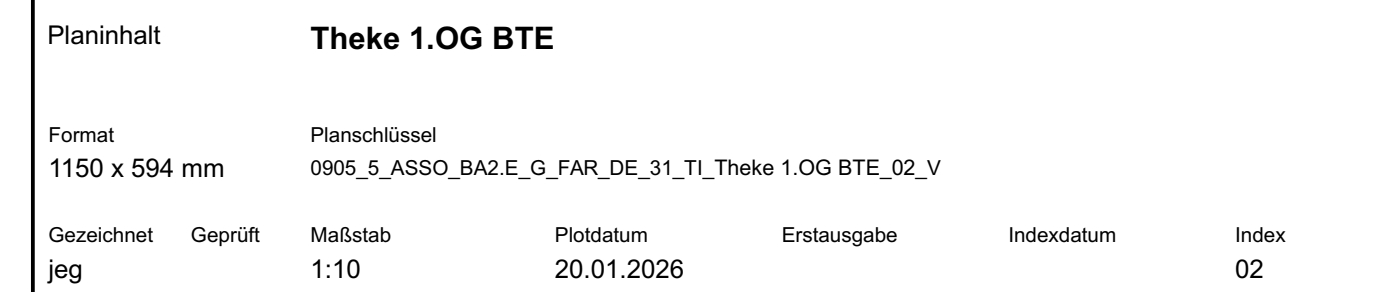 Planinhalt Theke 1.OG BTE
Format Planschlüssel
1150 x 594 mm 0905_5_ASSO_BA2.E_G_FAR_DE_31_TI_Theke 1.OG BTE_02_V
Gezeichnet Geprüft Maßstab Plotdatum Erstausgabe Indexdatum Index
jeg 1:10 20.01.2026 02